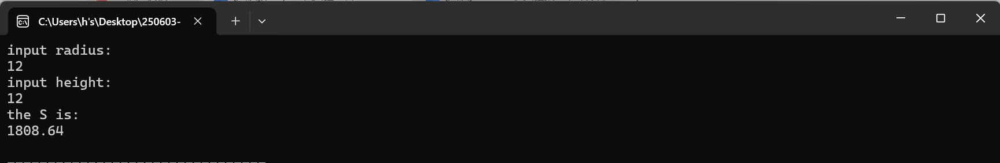 C:\Users\h's\Desktop\250603-
input radius:
12
input height:
12
the S is:
1808.64
--------------------------------